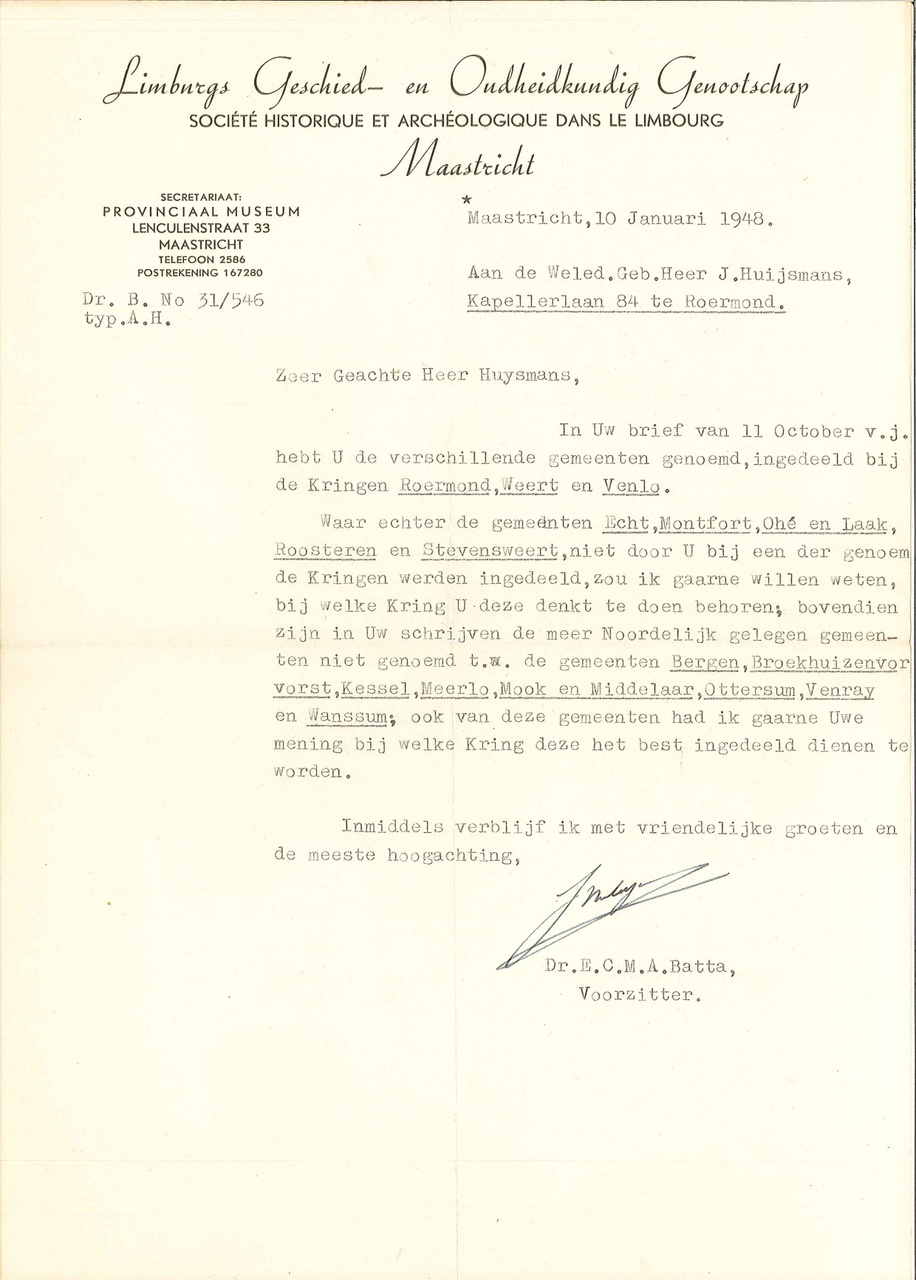 Limburgs Geschied- en Oudheidkundig Genootschap
SOCIÉTÉ HISTORIQUE ET ARCHÉOLOGIQUE DANS LE LIMBOURG
Maastricht
SECRETARIAAT:
PROVINCIAAL MUSEUM
LENCULENSTRAAT 33
MAASTRICHT
TELEFOON 2586
POSTREKENING 167280
Dr. B. No 31/546
typ.A.H.
*
Maastricht,10 Januari 1948.
Aan de Weled.Geb.Heer J.Huijsmans,
Kapellerlaan 84 te Roermond.
Zeer Geachte Heer Huysmans,
In Uw brief van 11 October v.j.
hebt U de verschillende gemeenten genoemd,ingedeeld bij
de Kringen Roermond,Weert en Venlo.
Waar echter de gemeenten Echt,Montfort,Ohé en Laak,
Roosteren en Stevensweert,niet door U bij een der genoem
de Kringen werden ingedeeld,zou ik gaarne willen weten,
bij welke Kring U deze denkt te doen behoren; bovendien
zijn in Uw schrijven de meer Noordelijk gelegen gemeen-
ten niet genoemd t.w. de gemeenten Bergen,Broekhuizenvor
vorst,Kessel,Meerlo,Mook en Middelaar,Ottersum,Venray
en Wanssum; ook van deze gemeenten had ik gaarne Uwe
mening bij welke Kring deze het best ingedeeld dienen te
worden.
Inmiddels verblijf ik met vriendelijke groeten en
de meeste hoogachting,
Dr.E.C.M.A.Batta,
Voorzitter.